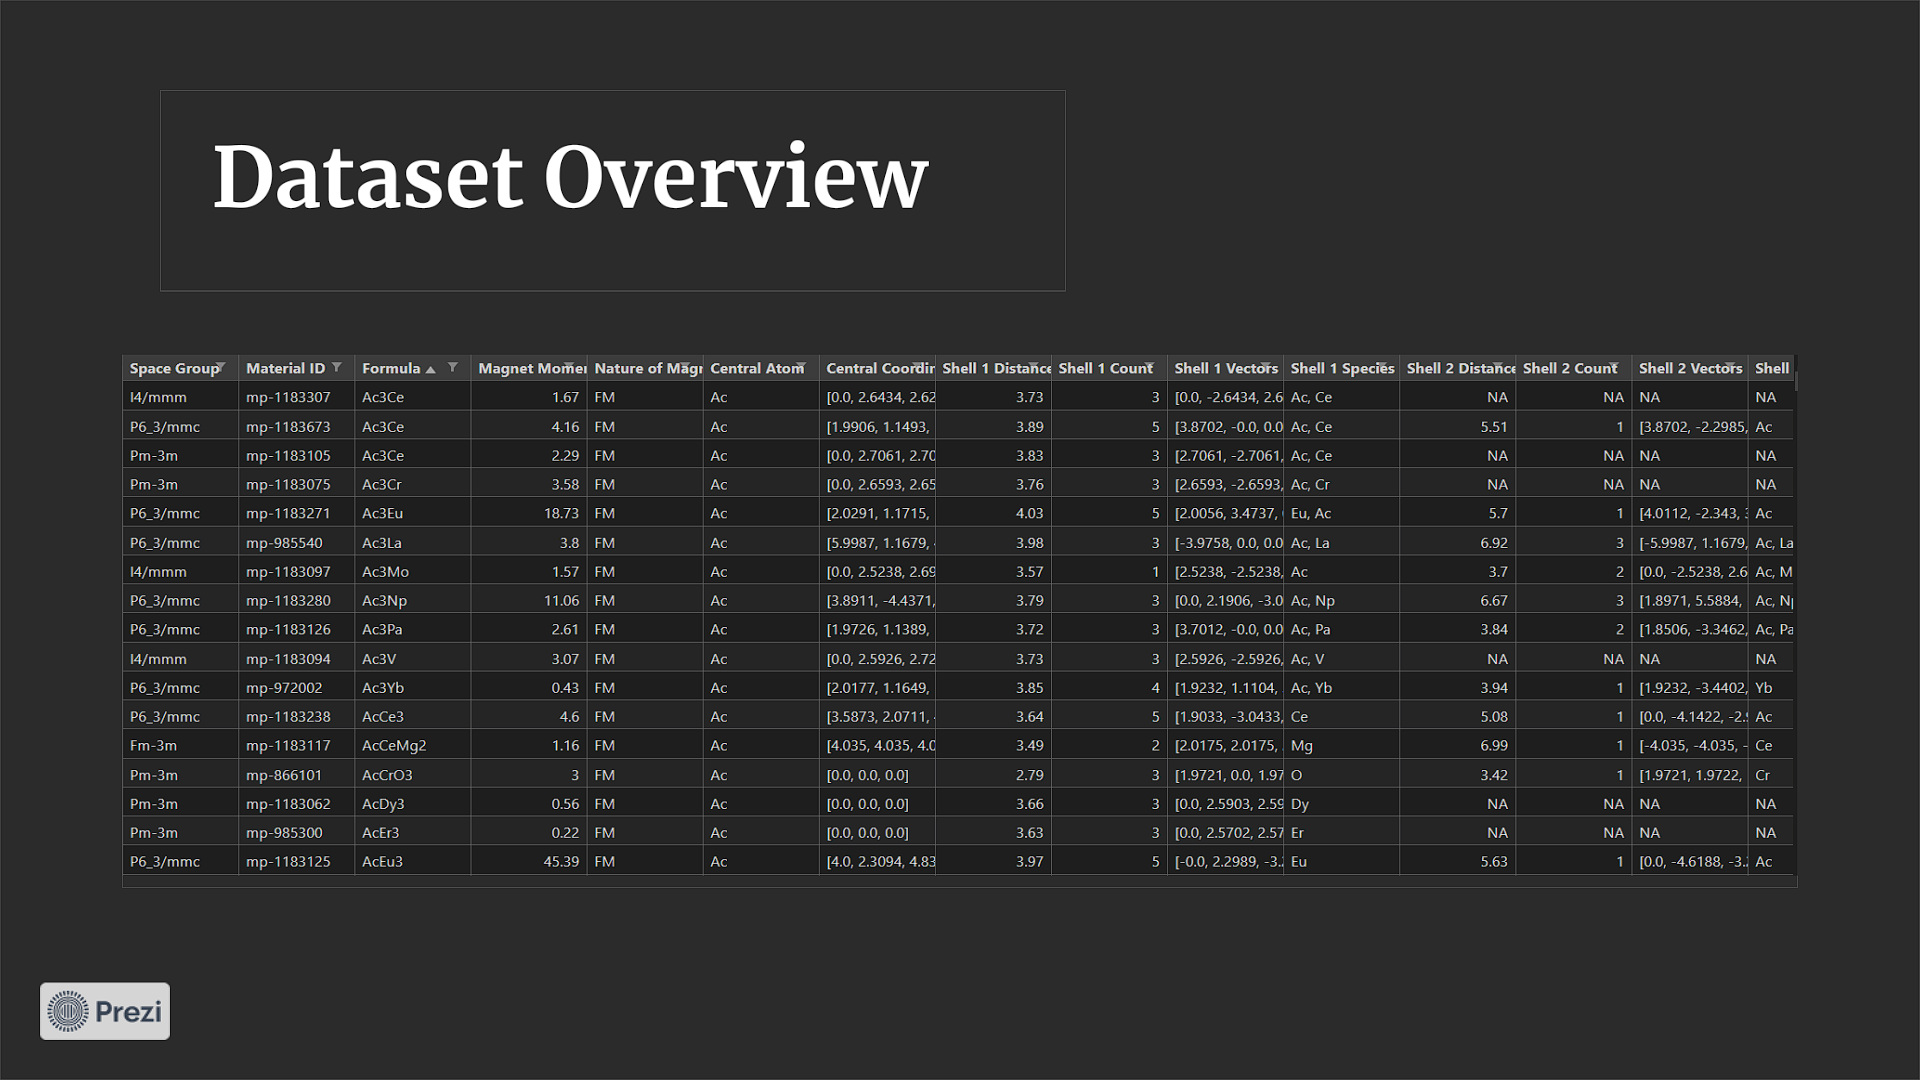 Dataset Overview
Space Group Material ID Formula Magnet Momen Nature of Magn Central Atom Central Coordin Shell 1 Distance Shell 1 Count Shell 1 Vectors Shell 1 Species Shell 2 Distance Shell 2 Count Shell 2 Vectors Shell
I4/mmm mp-1183307 Ac3Ce 1.67 FM Ac [0.0, 2.6434, 2.62 3.73 3 [0.0, -2.6434, 2.6 Ac, Ce NA NA NA NA
P6_3/mmc mp-1183673 Ac3Ce 4.16 FM Ac [1.9906, 1.1493, 3.89 5 [3.8702, -0.0, 0.0 Ac, Ce 5.51 1 [3.8702, -2.2985, Ac
Pm-3m mp-1183105 Ac3Ce 2.29 FM Ac [0.0, 2.7061, 2.70 3.83 3 [2.7061, -2.7061, Ac, Ce NA NA NA NA
Pm-3m mp-1183075 Ac3Cr 3.58 FM Ac [0.0, 2.6593, 2.65 3.76 3 [2.6593, -2.6593, Ac, Cr NA NA NA NA
P6_3/mmc mp-1183271 Ac3Eu 18.73 FM Ac [2.0291, 1.1715, 4.03 5 [2.0056, 3.4737, Eu, Ac 5.7 1 [4.0112, -2.343, Ac
P6_3/mmc mp-985540 Ac3La 3.8 FM Ac [5.9987, 1.1679, 3.98 3 [-3.9758, 0.0, 0.0 Ac, La 6.92 3 [-5.9987, 1.1679, Ac, La
I4/mmm mp-1183097 Ac3Mo 1.57 FM Ac [0.0, 2.5238, 2.69 3.57 1 [2.5238, -2.5238, Ac 3.7 2 [0.0, -2.5238, 2.6 Ac, M
P6_3/mmc mp-1183280 Ac3Np 11.06 FM Ac [3.8911, -4.4371, 3.79 3 [0.0, 2.1906, -3.0 Ac, Np 6.67 3 [1.8971, 5.5884, Ac, Np
P6_3/mmc mp-1183126 Ac3Pa 2.61 FM Ac [1.9726, 1.1389, 3.72 3 [3.7012, -0.0, 0.0 Ac, Pa 3.84 2 [1.8506, -3.3462, Ac, Pa
I4/mmm mp-1183094 Ac3V 3.07 FM Ac [0.0, 2.5926, 2.72 3.73 3 [2.5926, -2.5926, Ac, V NA NA NA NA
P6_3/mmc mp-972002 Ac3Yb 0.43 FM Ac [2.0177, 1.1649, 3.85 4 [1.9232, 1.1104, Ac, Yb 3.94 1 [1.9232, -3.4402, Yb
P6_3/mmc mp-1183238 AcCe3 4.6 FM Ac [3.5873, 2.0711, 3.64 5 [1.9033, -3.0433, Ce 5.08 1 [0.0, -4.1422, -2.9 Ac
Fm-3m mp-1183117 AcCeMg2 1.16 FM Ac [4.035, 4.035, 4.0 3.49 2 [2.0175, 2.0175, Mg 6.99 1 [-4.035, -4.035, - Ce
Pm-3m mp-866101 AcCrO3 3 FM Ac [0.0, 0.0, 0.0] 2.79 3 [1.9721, 0.0, 1.97 O 3.42 1 [1.9721, 1.9722, Cr
Pm-3m mp-1183062 AcDy3 0.56 FM Ac [0.0, 0.0, 0.0] 3.66 3 [0.0, 2.5903, 2.59 Dy NA NA NA NA
Pm-3m mp-985300 AcEr3 0.22 FM Ac [0.0, 0.0, 0.0] 3.63 3 [0.0, 2.5702, 2.57 Er NA NA NA NA
P6_3/mmc mp-1183125 AcEu3 45.39 FM Ac [4.0, 2.3094, 4.83 3.97 5 [-0.0, 2.2989, -3. Eu 5.63 1 [0.0, -4.6188, -3. Ac
Prezi